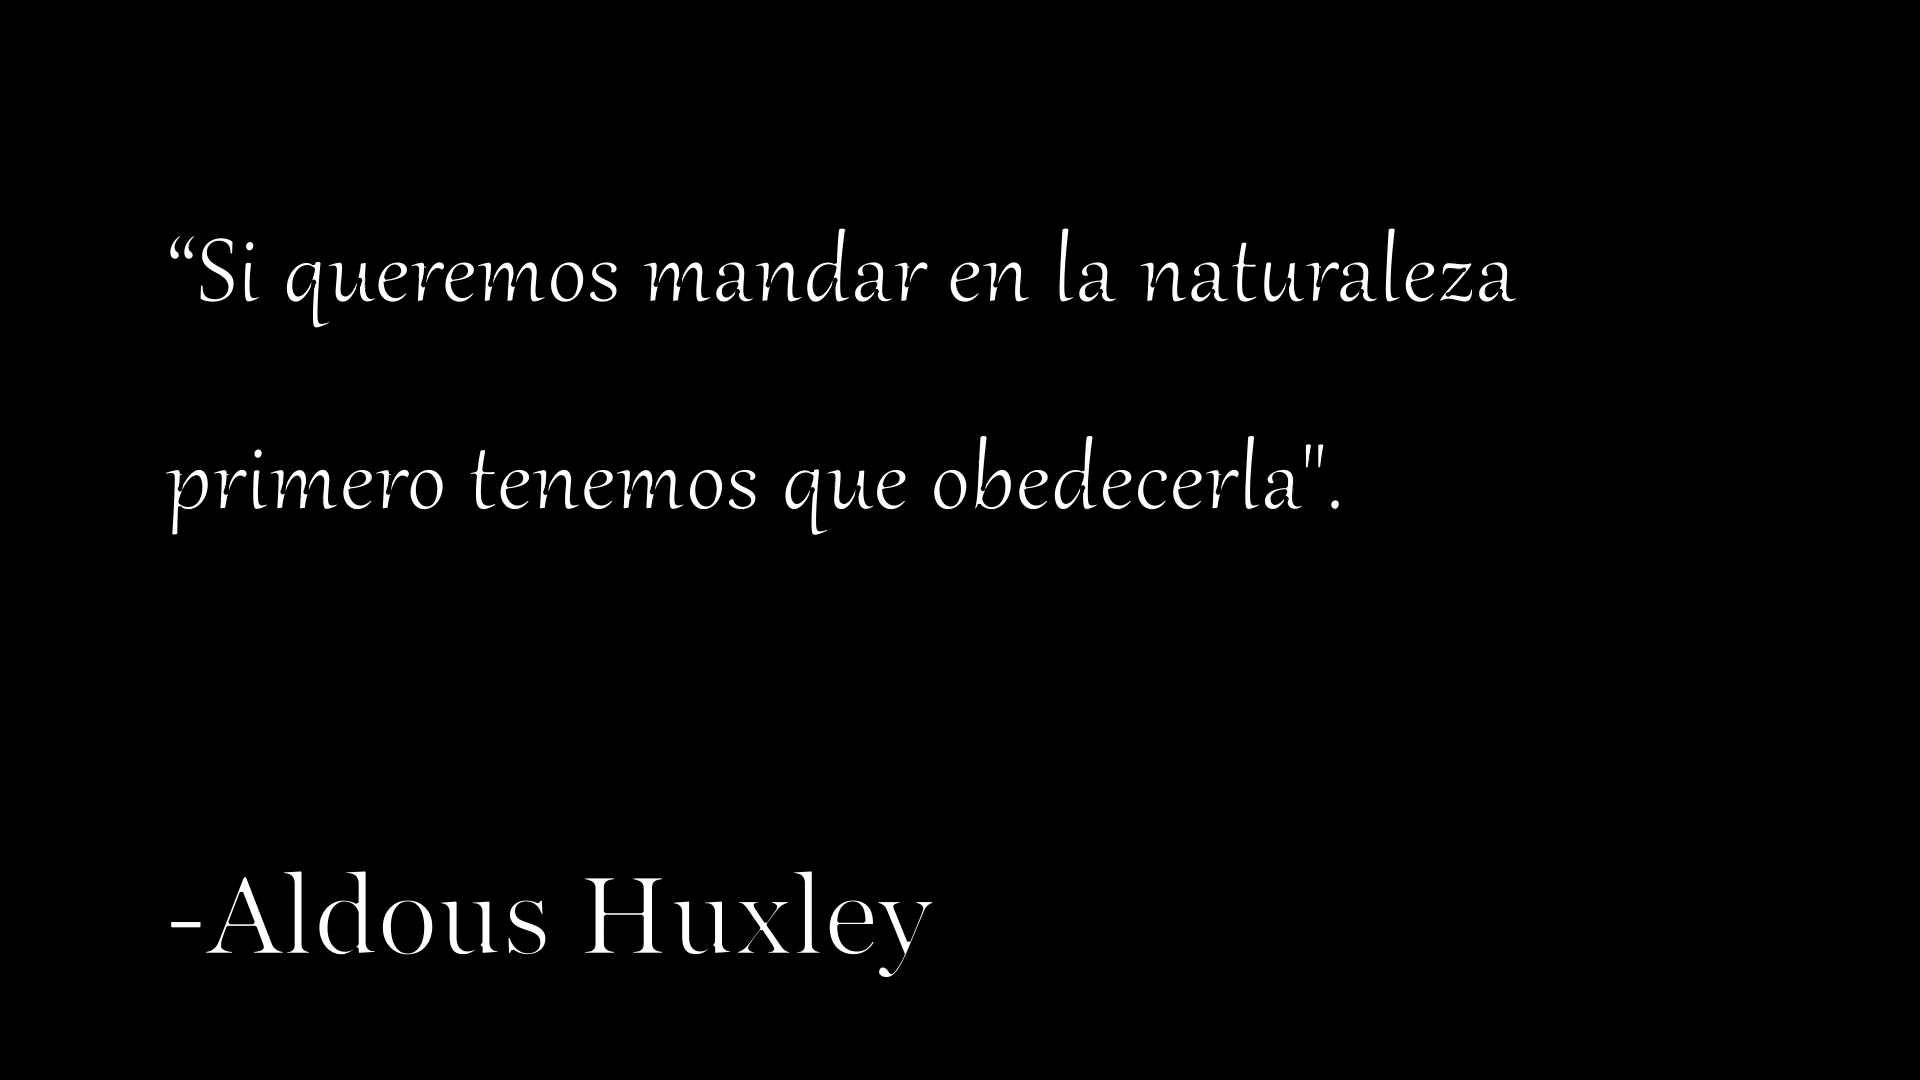 “Si queremos mandar en la naturaleza
primero tenemos que obedecerla".
-Aldous Huxley